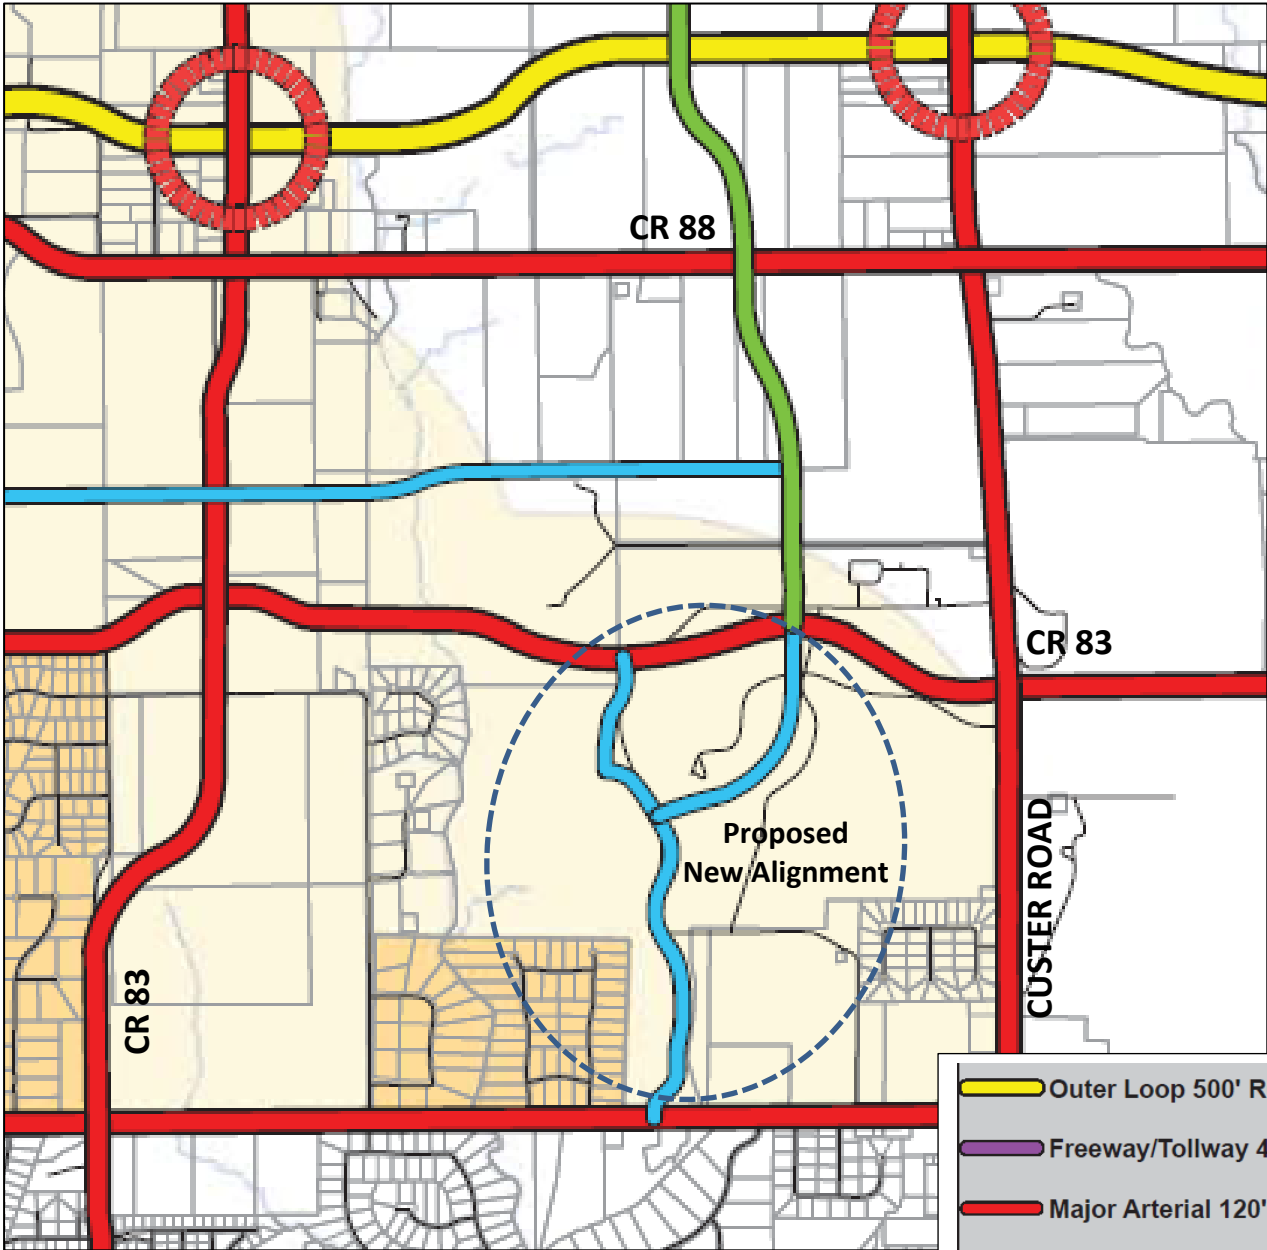 CR 88
CR 83
Proposed
New Alignment
CUSTER ROAD
CR 83
Outer Loop 500' R
Freeway/Tollway 4
Major Arterial 120'